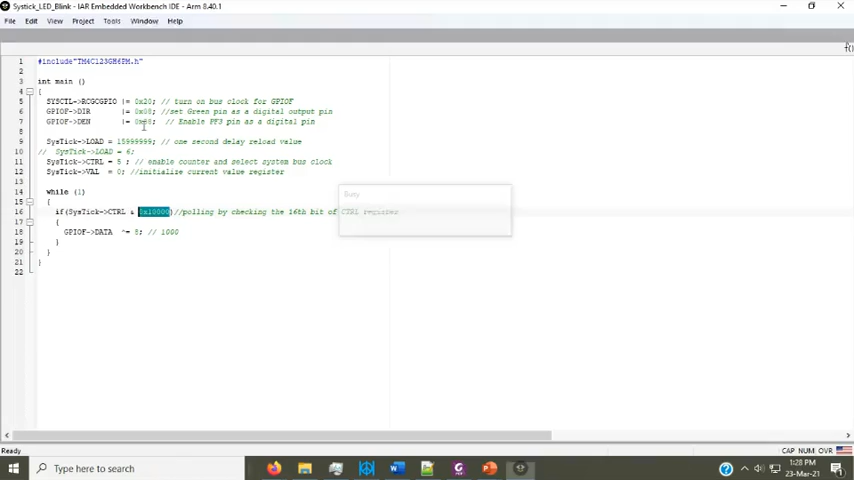 Systick_LED_Blink - IAR Embedded Workbench IDE - Arm 8.40.1
File Edit View Project Tools Window Help
f()
1 #include"TM4C123GH6PM.h"
2
3 int main ()
4 {
5 SYSCTL->RCGCGPIO |= 0x20; // turn on bus clock for GPIOF
6 GPIOF->DIR |= 0x08; //set Green pin as a digital output pin
7 GPIOF->DEN |= 0x08; // Enable PF3 pin as a digital pin
8
9 SysTick->LOAD = 15999999; // one second delay reload value
10 // SysTick->LOAD = 6;
11 SysTick->CTRL = 5 ; // enable counter and select system bus clock
12 SysTick->VAL = 0; //initialize current value register
13
14 while (1)
15 {
16 if(SysTick->CTRL & 0x10000)//polling by checking the 16th bit of CTRL register
17 {
18 GPIOF->DATA ^= 8; // 1000
19 }
20 }
21 }
22
Busy
Ready
CAP NUM OVR
Type here to search
1:28 PM
23-Mar-21